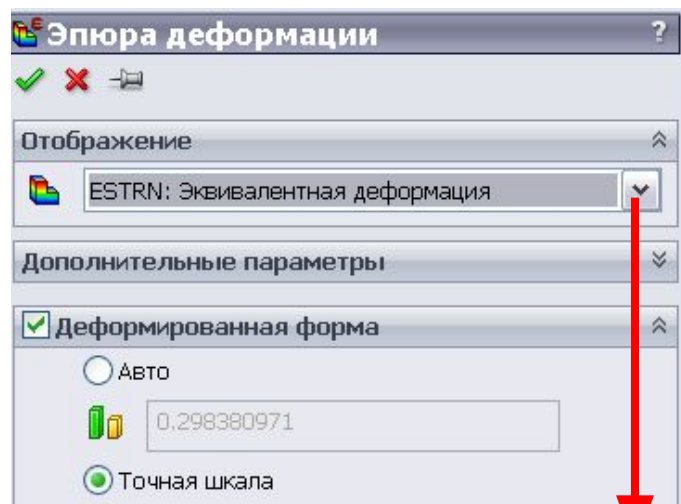 Эпюра деформации ?
Отображение
ESTRN: Эквивалентная деформация
Дополнительные параметры
Деформированная форма
Авто
0.298380971
Точная шкала